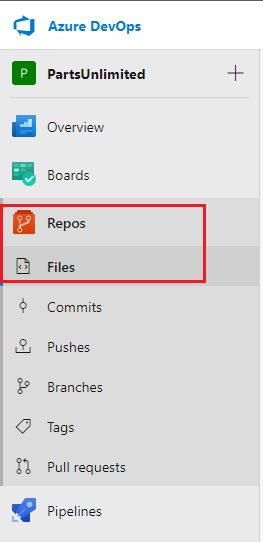 Azure DevOps
P PartsUnlimited
Overview
Boards
Repos
Files
Commits
Pushes
Branches
Tags
Pull requests
Pipelines